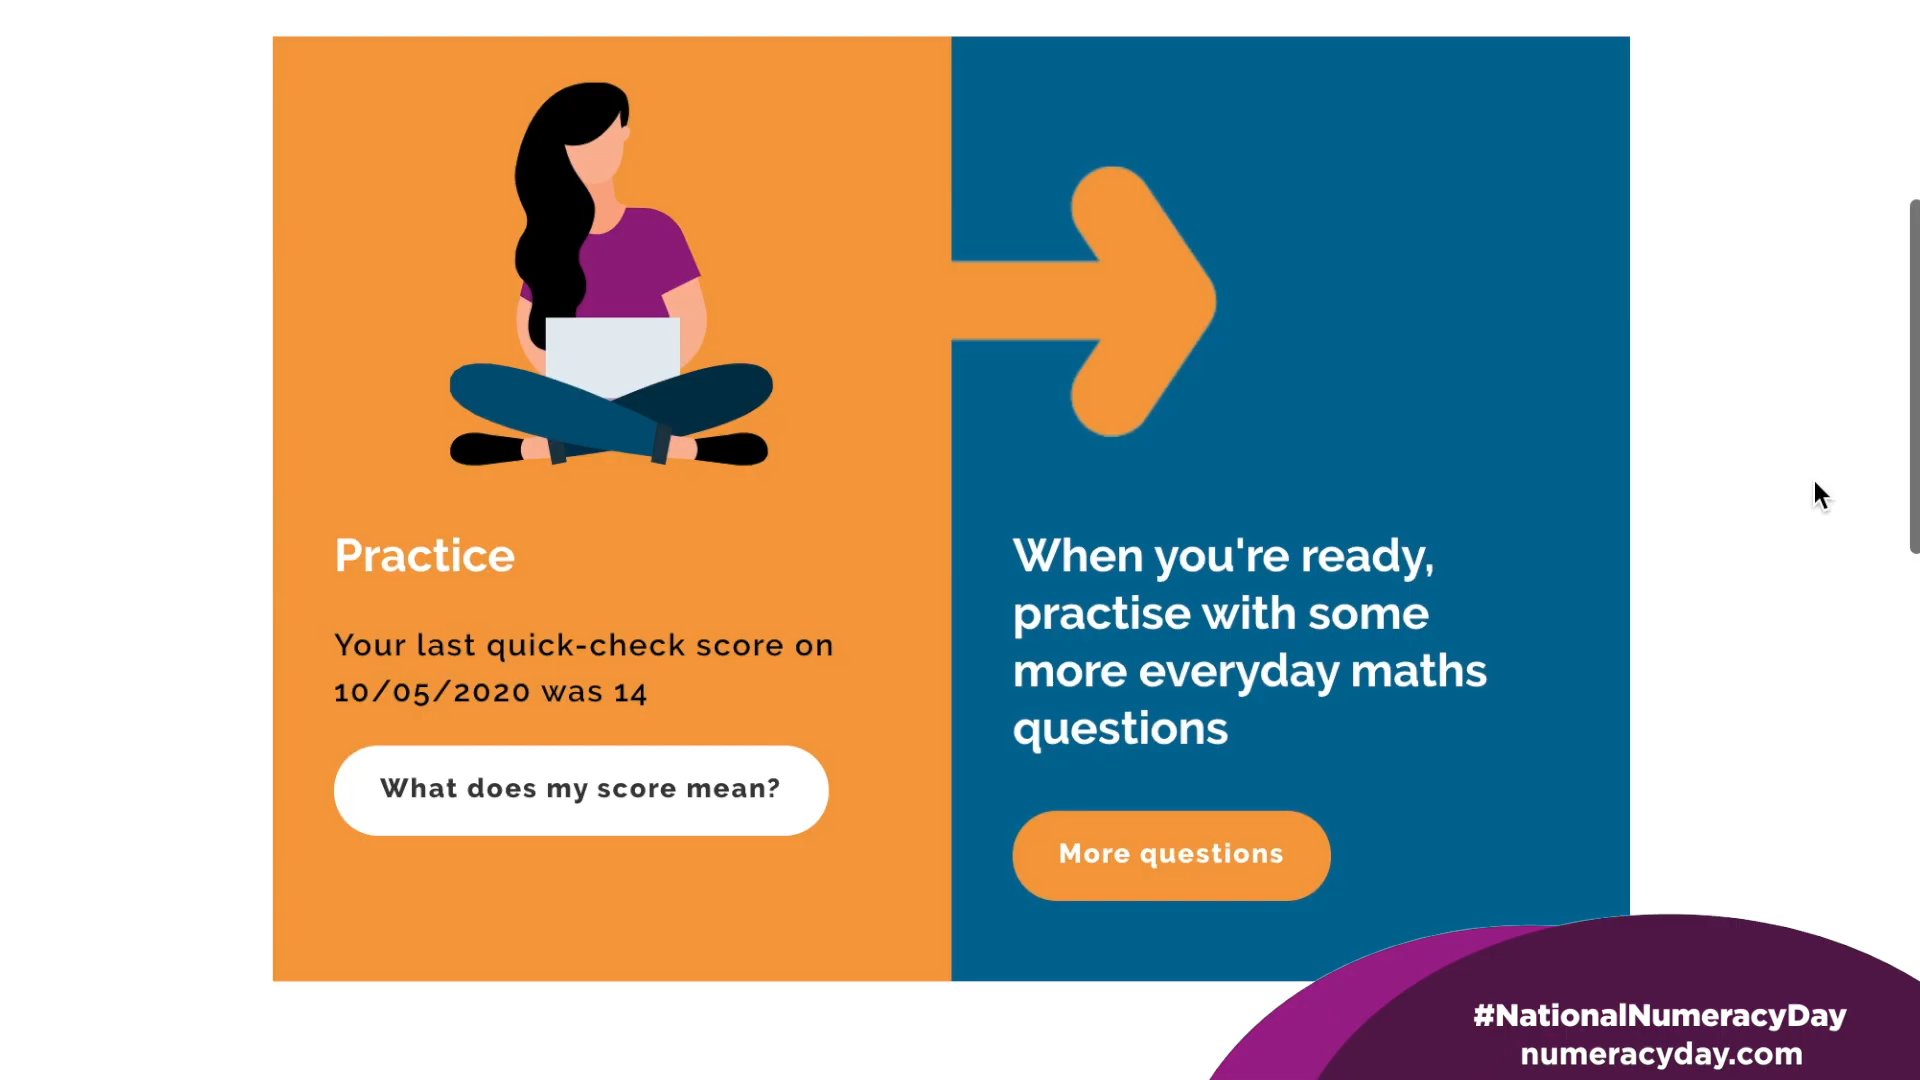 Practice
Your last quick-check score on
10/05/2020 was 14
What does my score mean?
When you're ready,
practise with some
more everyday maths
questions
More questions
#NationalNumeracyDay
numeracyday.com